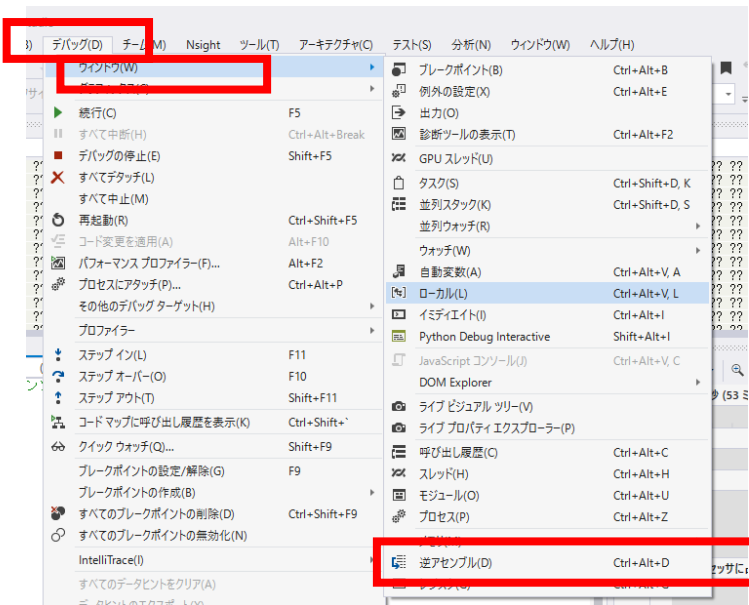 デバッグ(D) チーム(M) Nsight ツール(T) アーキテクチャ(C) テスト(S) 分析(N) ウィンドウ(W) ヘルプ(H)
ウィンドウ(W)
続行(C) F5
すべて中断(H) Ctrl+Alt+Break
デバッグの停止(E) Shift+F5
すべてデタッチ(L)
すべて中止(M)
再起動(R) Ctrl+Shift+F5
コード変更を適用(A) Alt+F10
パフォーマンス プロファイラー(F)... Alt+F2
プロセスにアタッチ(P)... Ctrl+Alt+P
その他のデバッグ ターゲット(H)
プロファイラー
ステップ イン(L) F11
ステップ オーバー(O) F10
ステップ アウト(T) Shift+F11
コード マップに呼び出し履歴を表示(K) Ctrl+Shift+`
クイック ウォッチ(Q)... Shift+F9
ブレークポイントの設定/解除(G) F9
ブレークポイントの作成(B)
すべてのブレークポイントの削除(D) Ctrl+Shift+F9
すべてのブレークポイントの無効化(N)
IntelliTrace(I)
すべてのデータヒントをクリア(A)
データヒントのエクスポート(X)
ブレークポイント(B) Ctrl+Alt+B
例外の設定(X) Ctrl+Alt+E
出力(O)
診断ツールの表示(T) Ctrl+Alt+F2
GPU スレッド(U)
タスク(S) Ctrl+Shift+D, K
並列スタック(K) Ctrl+Shift+D, S
並列ウォッチ(R)
ウォッチ(W)
自動変数(A) Ctrl+Alt+V, A
ローカル(L) Ctrl+Alt+V, L
イミディエイト(I) Ctrl+Alt+I
Python Debug Interactive Shift+Alt+I
JavaScript コンソール(J) Ctrl+Alt+V, C
DOM Explorer
ライブ ビジュアル ツリー(V)
ライブ プロパティ エクスプローラー(P)
呼び出し履歴(C) Ctrl+Alt+C
スレッド(H) Ctrl+Alt+H
モジュール(O) Ctrl+Alt+U
プロセス(P) Ctrl+Alt+Z
逆アセンブル(D) Ctrl+Alt+D
?? ??
?? ??
?? ??
?? ??
?? ??
?? ??
?? ??
?? ??
?? ??
?? ??
?? ??
?? ??
(53 ミ
ッサに